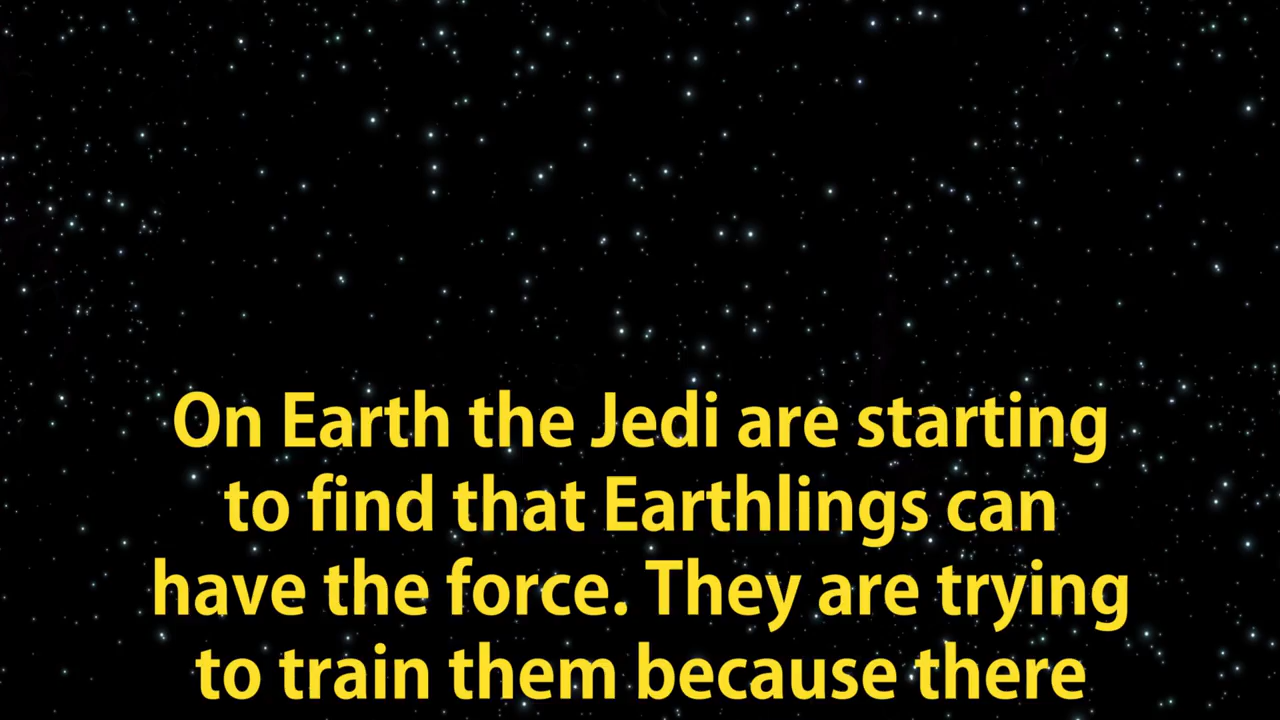 On Earth the Jedi are starting
to find that Earthlings can
have the force. They are trying
to train them because there